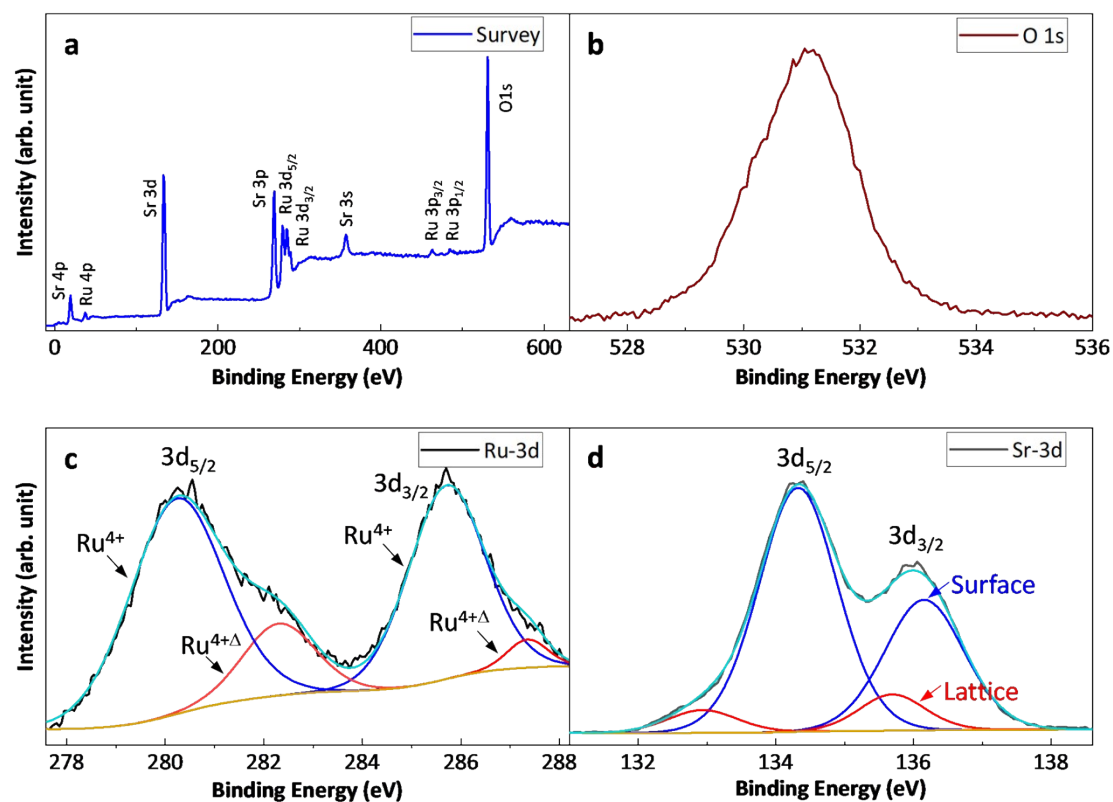 a
Survey
Intensity (arb. unit)
Sr 4p
Ru 4p
Sr 3d
Sr 3p
Ru 3d5/2
Ru 3d3/2
Sr 3s
Ru 3p3/2
Ru 3p1/2
O1s
0 200 400 600
Binding Energy (eV)
b
O 1s
528 530 532 534 536
Binding Energy (eV)
c
Ru-3d
Intensity (arb. unit)
3d5/2
3d3/2
Ru4+
Ru4+
Ru4+Δ
Ru4+Δ
278 280 282 284 286 288
Binding Energy (eV)
d
Sr-3d
3d5/2
3d3/2
Surface
Lattice
132 134 136 138
Binding Energy (eV)